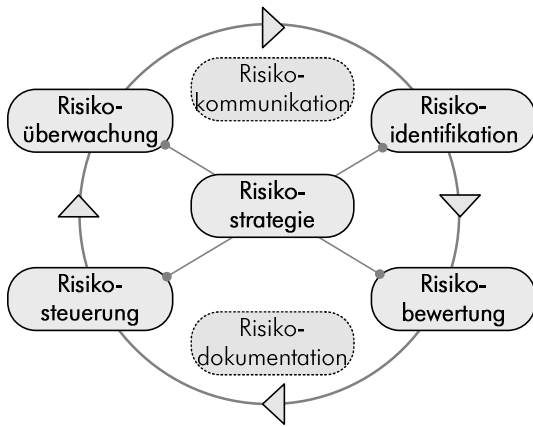 Risiko-
kommunikation
Risiko-
überwachung
Risiko-
identifikation
Risiko-
strategie
Risiko-
steuerung
Risiko-
bewertung
Risiko-
dokumentation